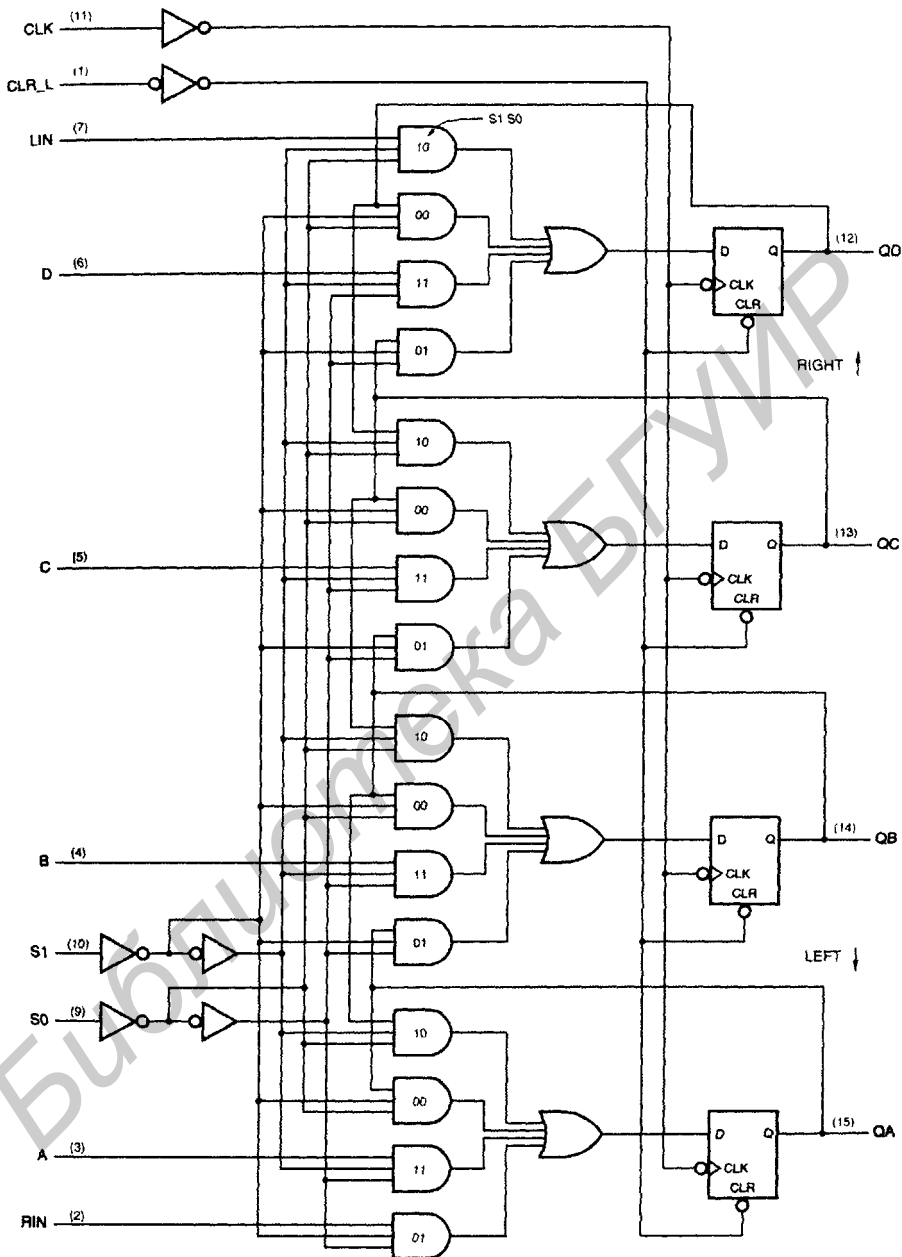 CLK (11)
CLR_L (1)
LIN (7)
S1 S0
10
00
D (6)
11
01
D Q (12) QD
CLK
CLR
RIGHT
10
00
C (5)
11
01
D Q (13) QC
CLK
CLR
10
00
B (4)
11
01
D Q (14) QB
CLK
CLR
LEFT
S1 (10)
S0 (9)
10
00
A (3)
11
RIN (2)
01
D Q (15) QA
CLK
CLR
Библиотека БГУИР